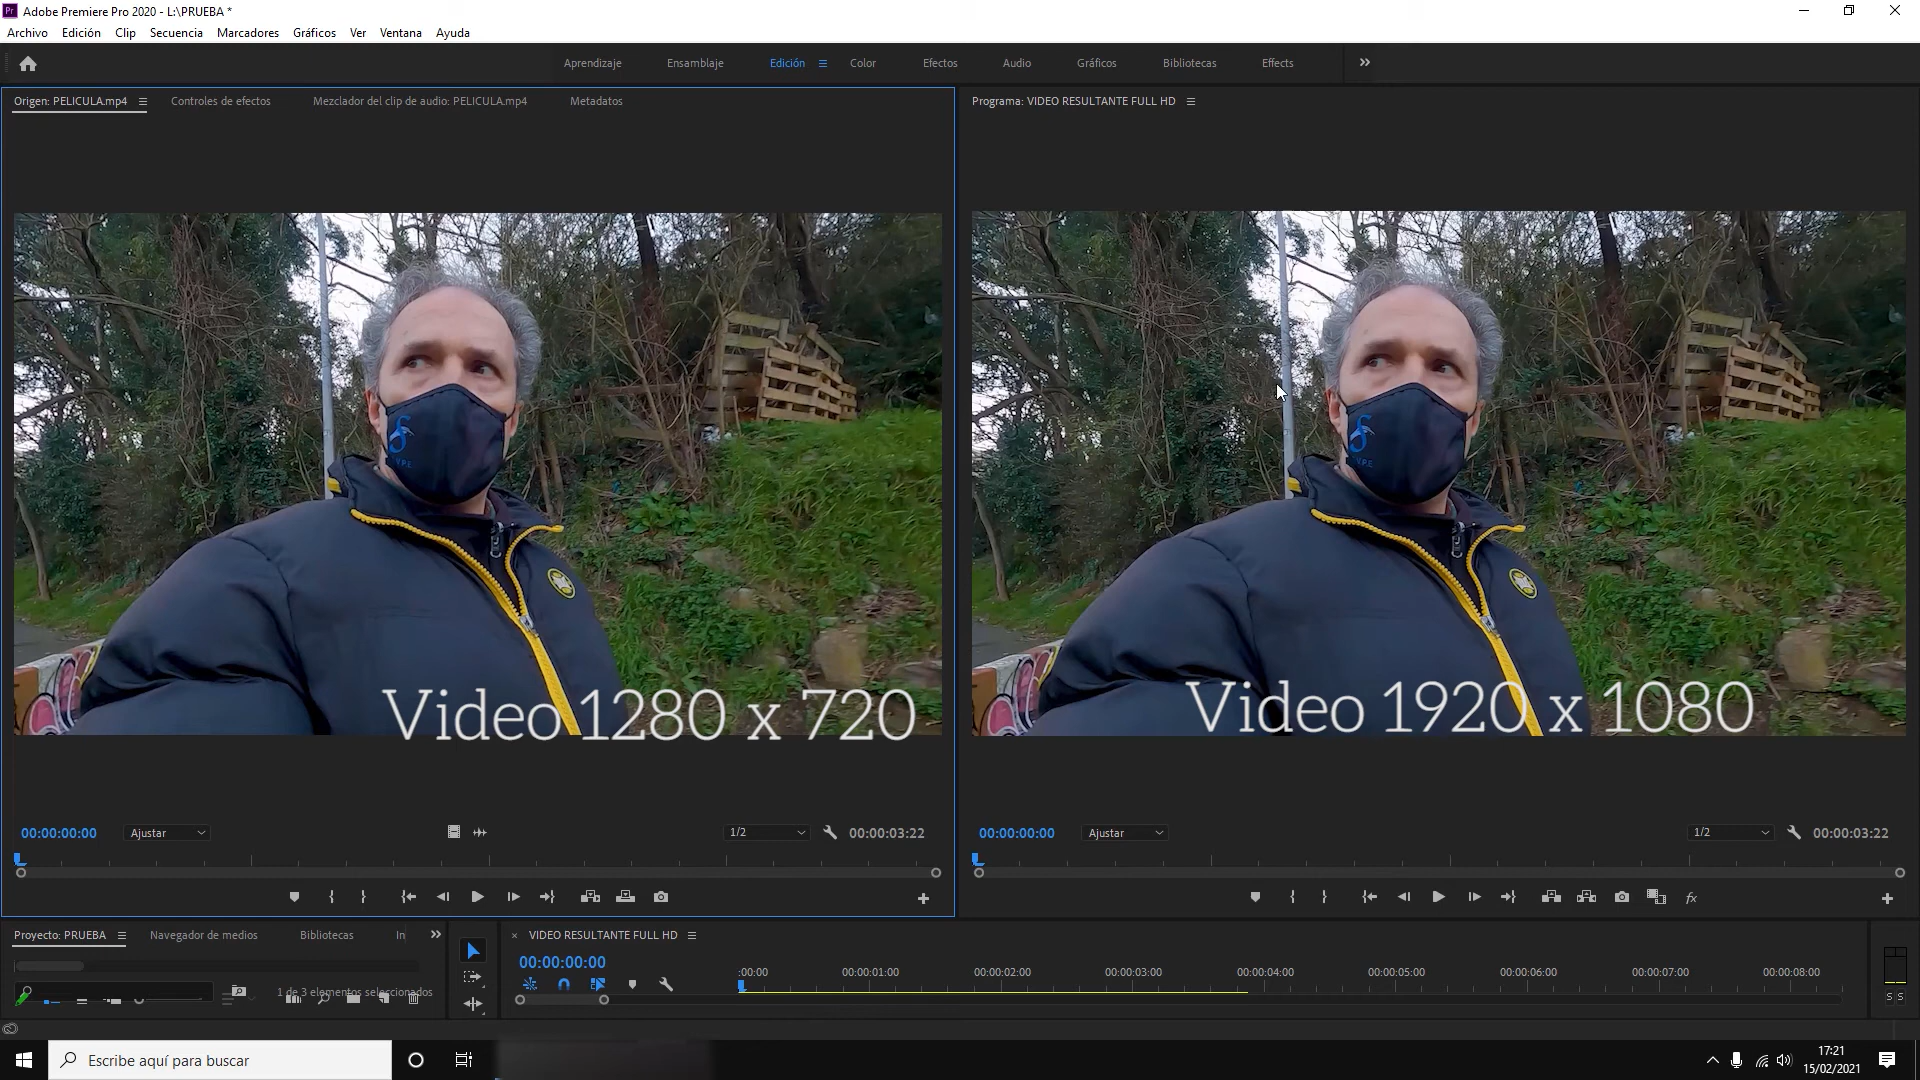 Pr Adobe Premiere Pro 2020 - L:\PRUEBA *
Archivo Edición Clip Secuencia Marcadores Gráficos Ver Ventana Ayuda
Aprendizaje Ensamblaje Edición Color Efectos Audio Gráficos Bibliotecas Effects
Origen: PELICULA.mp4 Controles de efectos Mezclador del clip de audio: PELICULA.mp4 Metadatos
Programa: VIDEO RESULTANTE FULL HD
VPE
Video 1280 x 720
VPE
Video 1920 x 1080
00:00:00:00 Ajustar 1/2 00:00:03:22
00:00:00:00 Ajustar 1/2 00:00:03:22
fx
Proyecto: PRUEBA Navegador de medios Bibliotecas In
1 de 3 elementos seleccionados
× VIDEO RESULTANTE FULL HD
00:00:00:00
:00:00 00:00:01:00 00:00:02:00 00:00:03:00 00:00:04:00 00:00:05:00 00:00:06:00 00:00:07:00 00:00:08:00
S S
Escribe aquí para buscar
17:21
15/02/2021